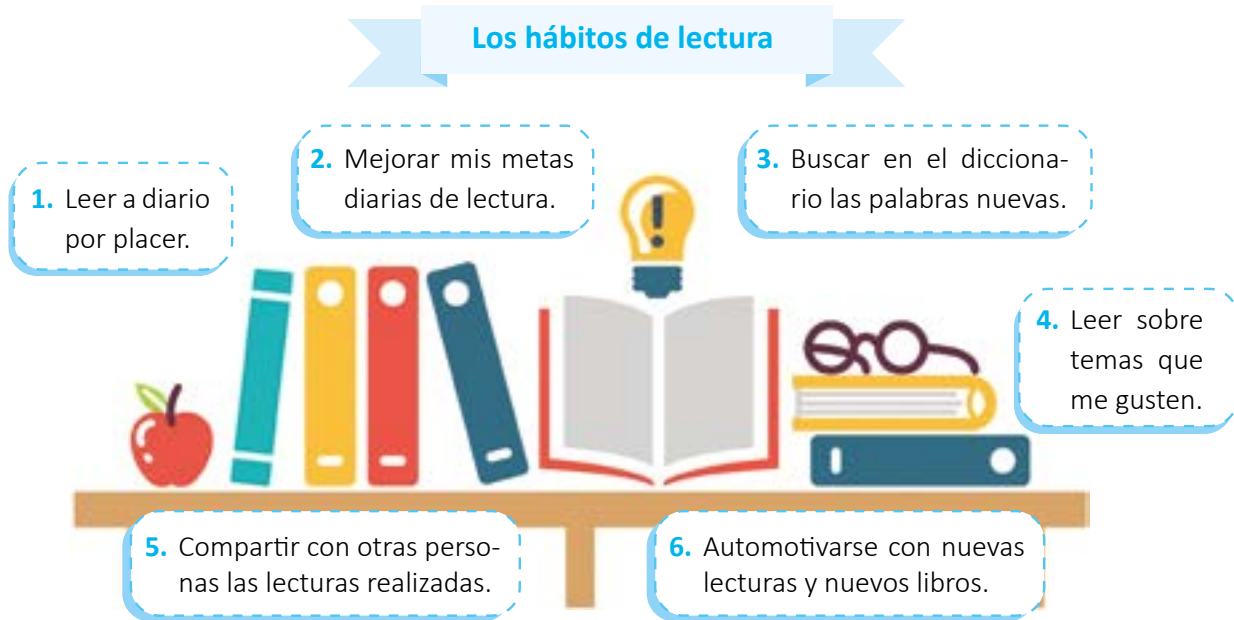 Los hábitos de lectura
1. Leer a diario
por placer.
2. Mejorar mis metas
diarias de lectura.
3. Buscar en el dicciona-
rio las palabras nuevas.
4. Leer sobre
temas que
me gusten.
5. Compartir con otras perso-
nas las lecturas realizadas.
6. Automotivarse con nuevas
lecturas y nuevos libros.